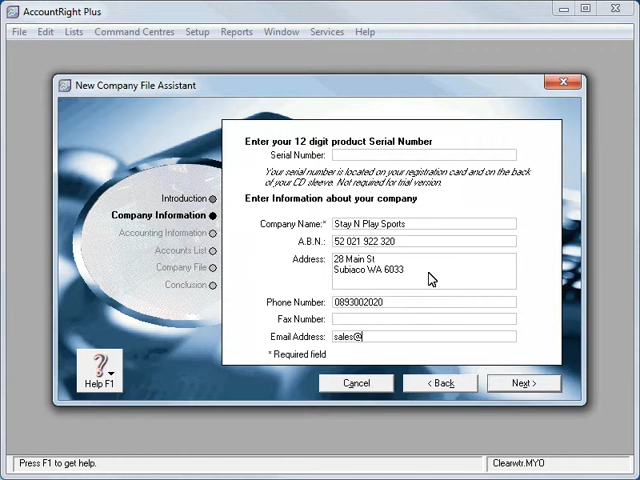 AccountRight Plus
File Edit Lists Command Centres Setup Reports Window Services Help
New Company File Assistant
Enter your 12 digit product Serial Number
Serial Number:
Your serial number is located on your registration card and on the back
of your CD sleeve. Not required for trial version.
Introduction
Company Information
Accounting Information
Accounts List
Company File
Conclusion
Enter Information about your company
Company Name:* Stay N Play Sports
A.B.N.: 52 021 922 320
Address: 28 Main St
Subiaco WA 6033
Phone Number: 0893002020
Fax Number:
Email Address: sales@
* Required field
Help F1
Cancel < Back Next >
Press F1 to get help. Clearwtr.MYO